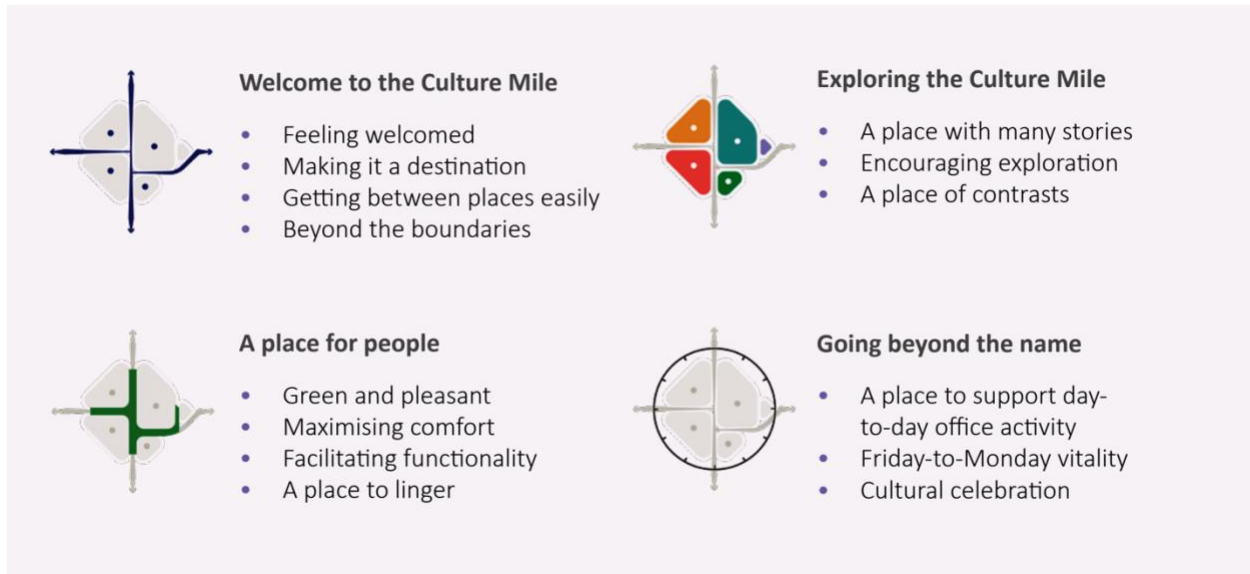 Welcome to the Culture Mile
• Feeling welcomed
• Making it a destination
• Getting between places easily
• Beyond the boundaries
Exploring the Culture Mile
• A place with many stories
• Encouraging exploration
• A place of contrasts
A place for people
• Green and pleasant
• Maximising comfort
• Facilitating functionality
• A place to linger
Going beyond the name
• A place to support day-
to-day office activity
• Friday-to-Monday vitality
• Cultural celebration